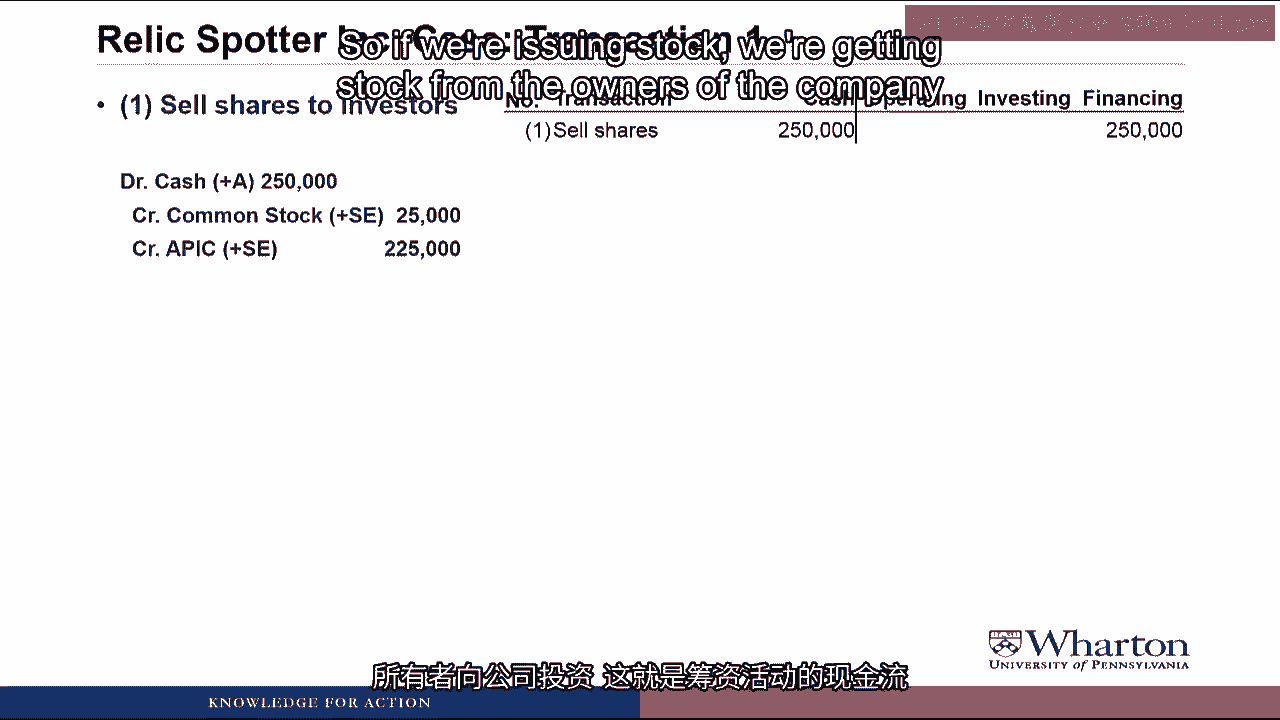 Relic Spotter Inc. Case: Transaction 1
So if we're issuing stock, we're getting
stock from the owners of the company
• (1) Sell shares to investors
No. Transaction Cash Operating Investing Financing
(1) Sell shares 250,000 250,000
Dr. Cash (+A) 250,000
Cr. Common Stock (+SE) 25,000
Cr. APIC (+SE) 225,000
Wharton
UNIVERSITY of PENNSYLVANIA
所有者向公司投资 这就是筹资活动的现金流
KNOWLEDGE FOR ACTION